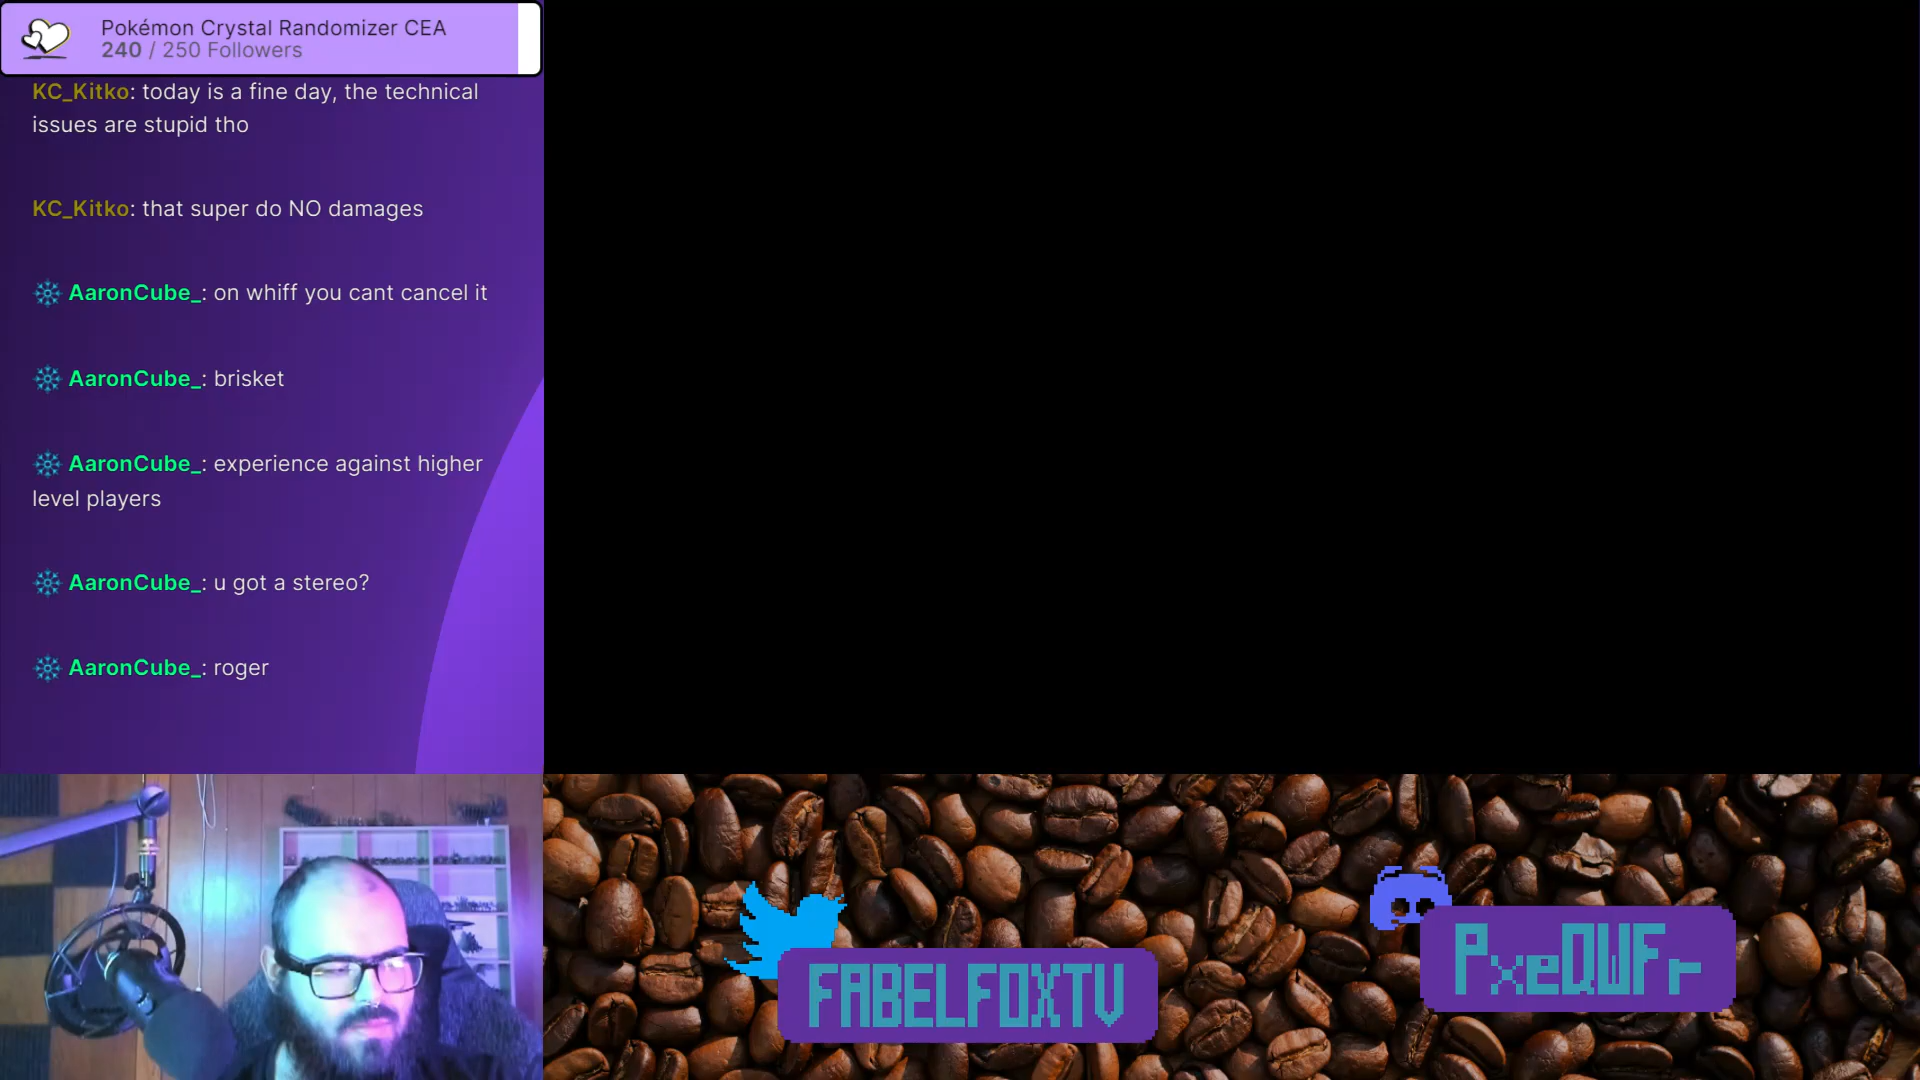 Pokémon Crystal Randomizer CEA
240 / 250 Followers
KC_Kitko: today is a fine day, the technical
issues are stupid tho
KC_Kitko: that super do NO damages
AaronCube_: on whiff you cant cancel it
AaronCube_: brisket
AaronCube_: experience against higher
level players
AaronCube_: u got a stereo?
AaronCube_: roger
FABELFOXTV
PxeQWFr